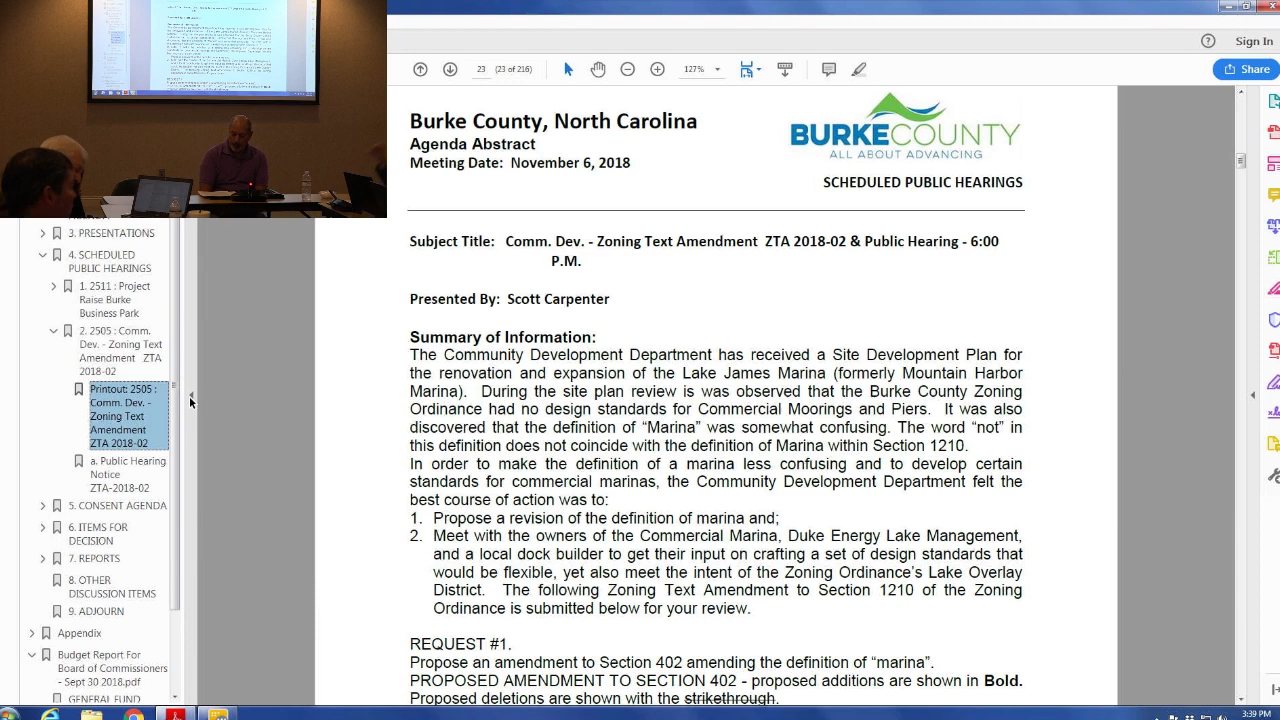 Sign In
23 (23 of 216)
127%
Share
Burke County, North Carolina
Agenda Abstract
Meeting Date: November 6, 2018
BURKECOUNTY
ALL ABOUT ADVANCING
SCHEDULED PUBLIC HEARINGS
Subject Title: Comm. Dev. - Zoning Text Amendment ZTA 2018-02 & Public Hearing - 6:00
P.M.
Presented By: Scott Carpenter
Summary of Information:
The Community Development Department has received a Site Development Plan for
the renovation and expansion of the Lake James Marina (formerly Mountain Harbor
Marina). During the site plan review is was observed that the Burke County Zoning
Ordinance had no design standards for Commercial Moorings and Piers. It was also
discovered that the definition of “Marina” was somewhat confusing. The word “not” in
this definition does not coincide with the definition of Marina within Section 1210.
In order to make the definition of a marina less confusing and to develop certain
standards for commercial marinas, the Community Development Department felt the
best course of action was to:
1. Propose a revision of the definition of marina and;
2. Meet with the owners of the Commercial Marina, Duke Energy Lake Management,
and a local dock builder to get their input on crafting a set of design standards that
would be flexible, yet also meet the intent of the Zoning Ordinance’s Lake Overlay
District. The following Zoning Text Amendment to Section 1210 of the Zoning
Ordinance is submitted below for your review.
REQUEST #1.
Propose an amendment to Section 402 amending the definition of “marina”.
PROPOSED AMENDMENT TO SECTION 402 - proposed additions are shown in Bold.
Proposed deletions are shown with the strikethrough.
3. PRESENTATIONS
4. SCHEDULED
PUBLIC HEARINGS
1. 2511 : Project
Raise Burke
Business Park
2. 2505 : Comm.
Dev. - Zoning Text
Amendment ZTA
2018-02
Printout: 2505 :
Comm. Dev. -
Zoning Text
Amendment
ZTA 2018-02
a. Public Hearing
Notice
ZTA-2018-02
5. CONSENT AGENDA
6. ITEMS FOR
DECISION
7. REPORTS
8. OTHER
DISCUSSION ITEMS
9. ADJOURN
Appendix
Budget Report For
Board of Commissioners
- Sept 30 2018.pdf
GENERAL FUND
3:39 PM